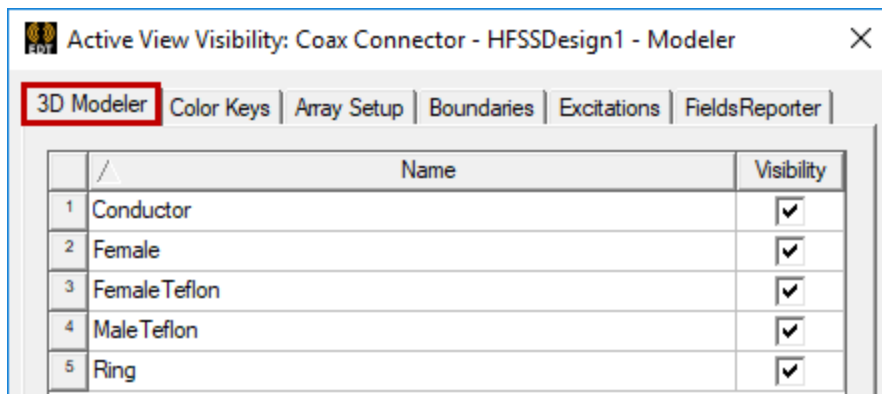 EDT Active View Visibility: Coax Connector - HFSSDesign1 - Modeler
3D Modeler Color Keys Array Setup Boundaries Excitations FieldsReporter
Name Visibility
1 Conductor
2 Female
3 FemaleTeflon
4 MaleTeflon
5 Ring